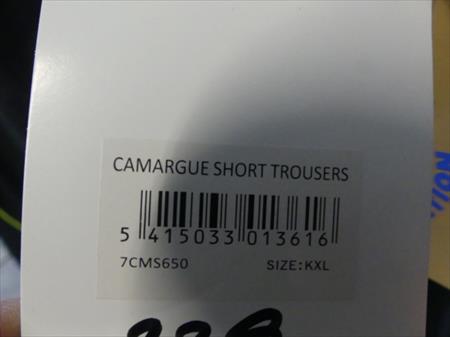 CAMARGUE SHORT TROUSERS
5 415033 013616
7CMS650 SIZE:KXL